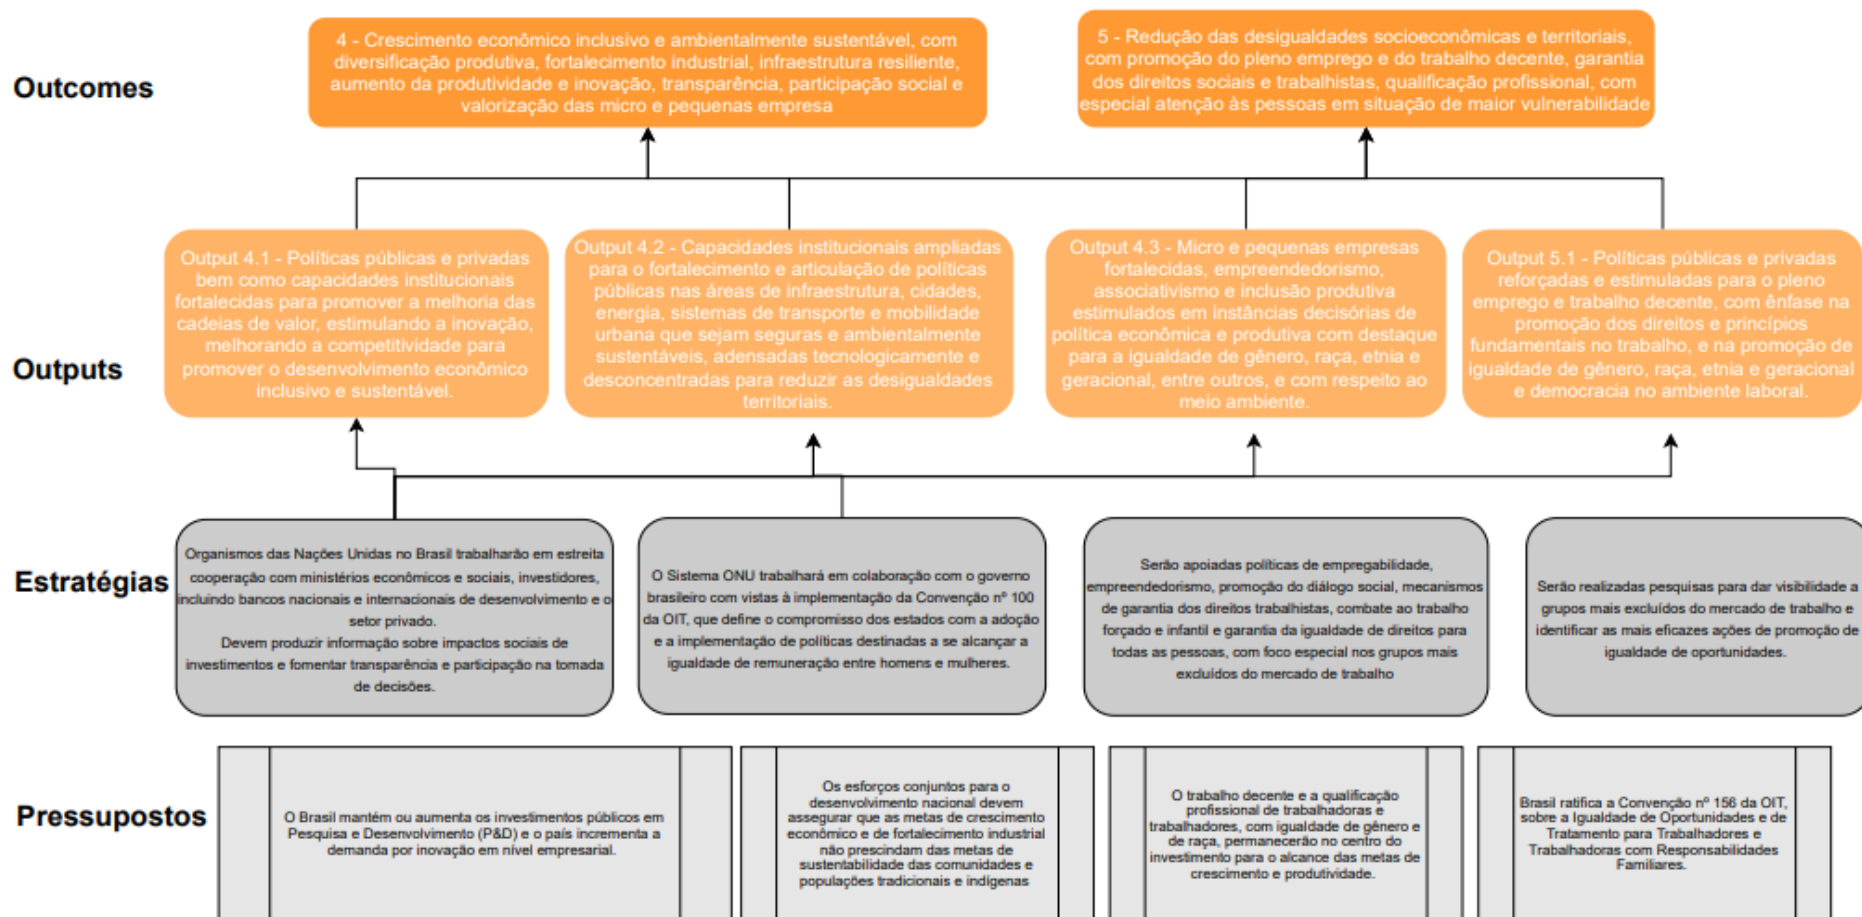 Outcomes
4 - Crescimento econômico inclusivo e ambientalmente sustentável, com
diversificação produtiva, fortalecimento industrial, infraestrutura resiliente,
aumento da produtividade e inovação, transparência, participação social e
valorização das micro e pequenas empresa
5 - Redução das desigualdades socioeconômicas e territoriais,
com promoção do pleno emprego e do trabalho decente, garantia
dos direitos sociais e trabalhistas, qualificação profissional, com
especial atenção às pessoas em situação de maior vulnerabilidade
Outputs
Output 4.1 - Políticas públicas e privadas
bem como capacidades institucionais
fortalecidas para promover a melhoria das
cadeias de valor, estimulando a inovação,
melhorando a competitividade para
promover o desenvolvimento econômico
inclusivo e sustentável.
Output 4.2 - Capacidades institucionais ampliadas
para o fortalecimento e articulação de políticas
públicas nas áreas de infraestrutura, cidades,
energia, sistemas de transporte e mobilidade
urbana que sejam seguras e ambientalmente
sustentáveis, adensadas tecnologicamente e
desconcentradas para reduzir as desigualdades
territoriais.
Output 4.3 - Micro e pequenas empresas
fortalecidas, empreendedorismo,
associativismo e inclusão produtiva
estimulados em instâncias decisórias de
política econômica e produtiva com destaque
para a igualdade de gênero, raça, etnia e
geracional, entre outros, e com respeito ao
meio ambiente.
Output 5.1 - Políticas públicas e privadas
reforçadas e estimuladas para o pleno
emprego e trabalho decente, com ênfase na
promoção dos direitos e princípios
fundamentais no trabalho, e na promoção de
igualdade de gênero, raça, etnia e geracional
e democracia no ambiente laboral.
Estratégias
Organismos das Nações Unidas no Brasil trabalharão em estreita
cooperação com ministérios econômicos e sociais, investidores,
incluindo bancos nacionais e internacionais de desenvolvimento e o
setor privado.
Devem produzir informação sobre impactos sociais de
investimentos e fomentar transparência e participação na tomada
de decisões.
O Sistema ONU trabalhará em colaboração com o governo
brasileiro com vistas à implementação da Convenção nº 100
da OIT, que define o compromisso dos estados com a adoção
e a implementação de políticas destinadas a se alcançar a
igualdade de remuneração entre homens e mulheres.
Serão apoiadas políticas de empregabilidade,
empreendedorismo, promoção do diálogo social, mecanismos
de garantia dos direitos trabalhistas, combate ao trabalho
forçado e infantil e garantia da igualdade de direitos para
todas as pessoas, com foco especial nos grupos mais
excluídos do mercado de trabalho
Serão realizadas pesquisas para dar visibilidade a
grupos mais excluídos do mercado de trabalho e
identificar as mais eficazes ações de promoção de
igualdade de oportunidades.
Pressupostos
O Brasil mantém ou aumenta os investimentos públicos em
Pesquisa e Desenvolvimento (P&D) e o país incrementa a
demanda por inovação em nível empresarial.
Os esforços conjuntos para o
desenvolvimento nacional devem
assegurar que as metas de crescimento
econômico e de fortalecimento industrial
não prescindam das metas de
sustentabilidade das comunidades e
populações tradicionais e indígenas
O trabalho decente e a qualificação
profissional de trabalhadoras e
trabalhadores, com igualdade de gênero e
de raça, permanecerão no centro do
investimento para o alcance das metas de
crescimento e produtividade.
Brasil ratifica a Convenção nº 156 da OIT,
sobre a Igualdade de Oportunidades e de
Tratamento para Trabalhadores e
Trabalhadoras com Responsabilidades
Familiares.